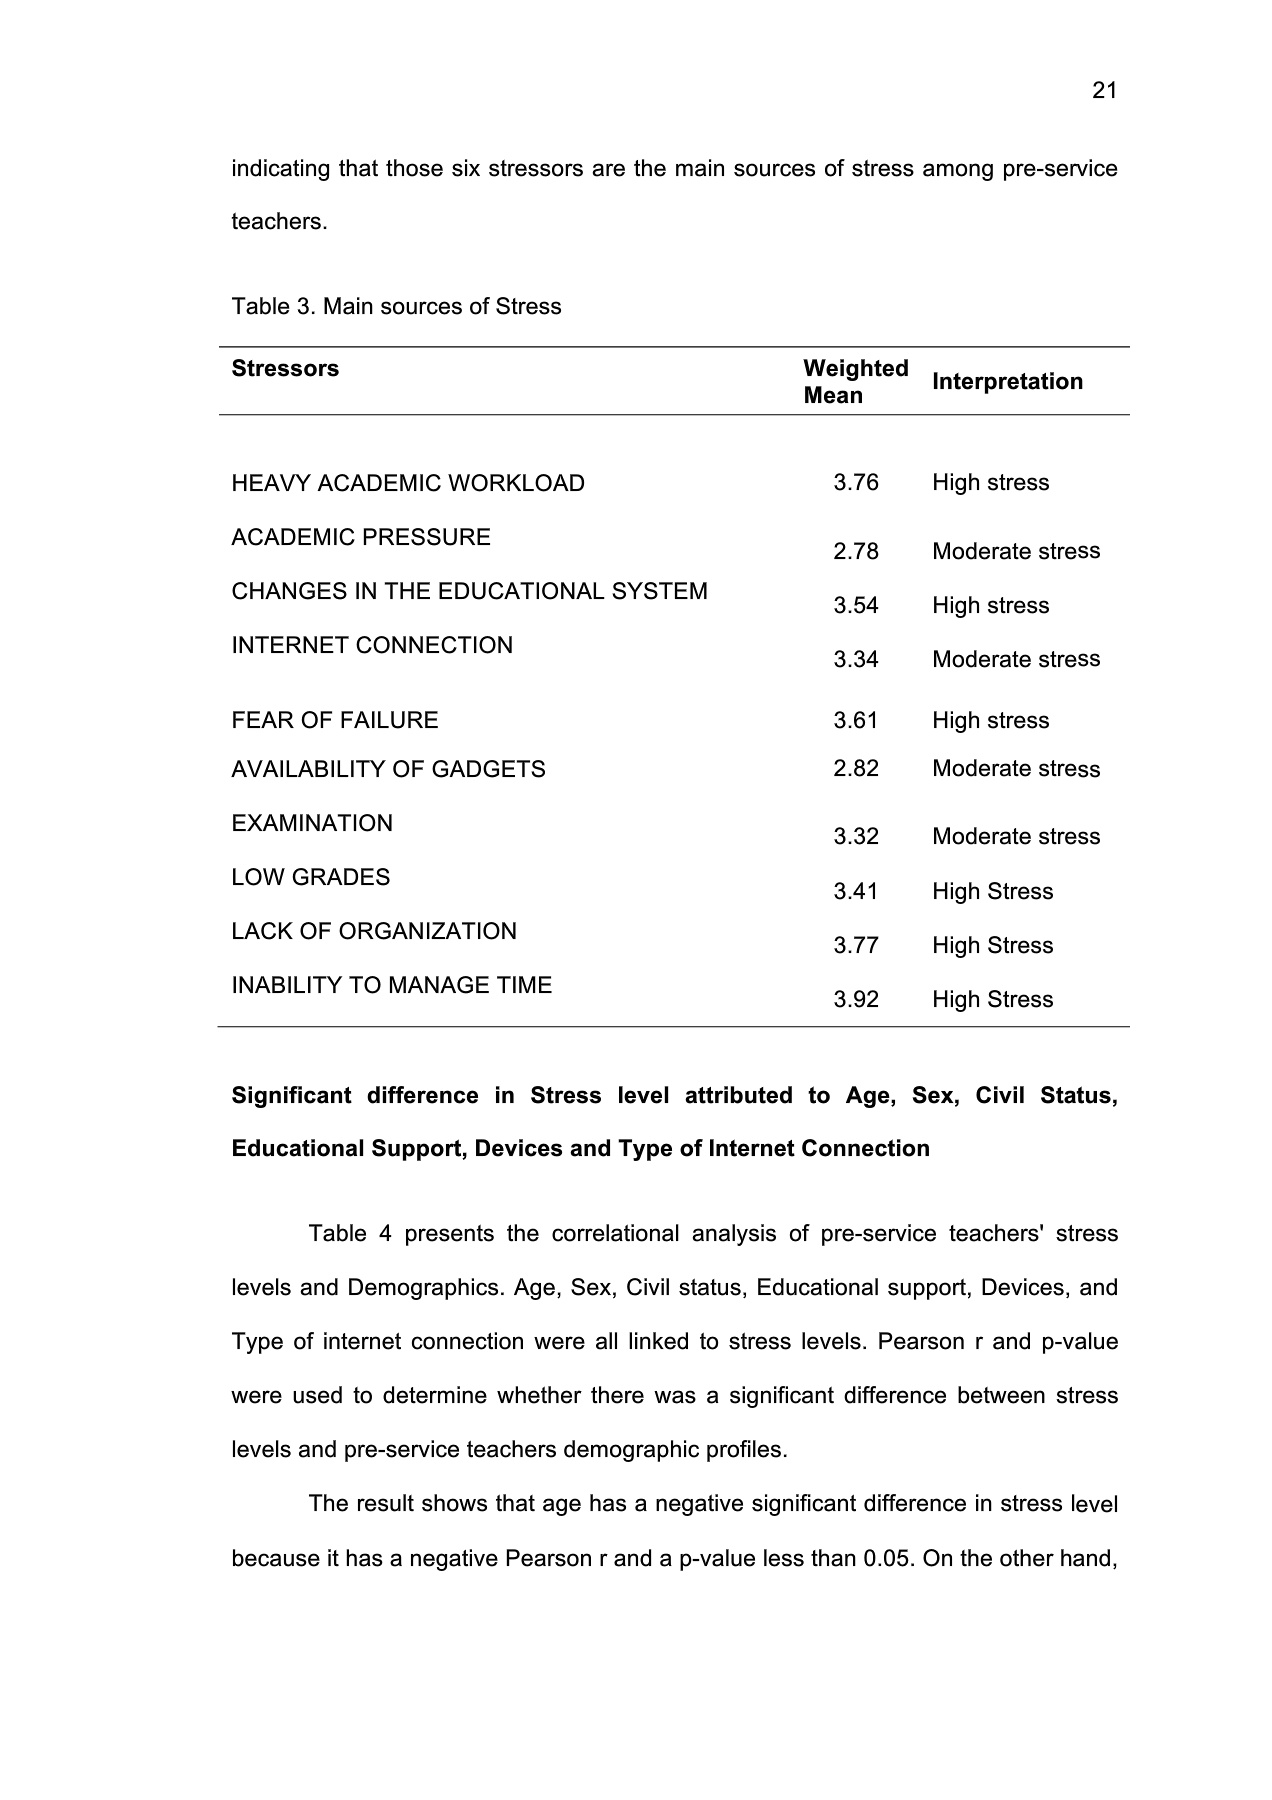 21
indicating that those six stressors are the main sources of stress among pre-service
teachers.
Table 3. Main sources of Stress
Stressors Weighted Mean Interpretation
HEAVY ACADEMIC WORKLOAD 3.76 High stress
ACADEMIC PRESSURE 2.78 Moderate stress
CHANGES IN THE EDUCATIONAL SYSTEM 3.54 High stress
INTERNET CONNECTION 3.34 Moderate stress
FEAR OF FAILURE 3.61 High stress
AVAILABILITY OF GADGETS 2.82 Moderate stress
EXAMINATION 3.32 Moderate stress
LOW GRADES 3.41 High Stress
LACK OF ORGANIZATION 3.77 High Stress
INABILITY TO MANAGE TIME 3.92 High Stress
Significant difference in Stress level attributed to Age, Sex, Civil Status,
Educational Support, Devices and Type of Internet Connection
Table 4 presents the correlational analysis of pre-service teachers' stress
levels and Demographics. Age, Sex, Civil status, Educational support, Devices, and
Type of internet connection were all linked to stress levels. Pearson r and p-value
were used to determine whether there was a significant difference between stress
levels and pre-service teachers demographic profiles.
The result shows that age has a negative significant difference in stress level
because it has a negative Pearson r and a p-value less than 0.05. On the other hand,